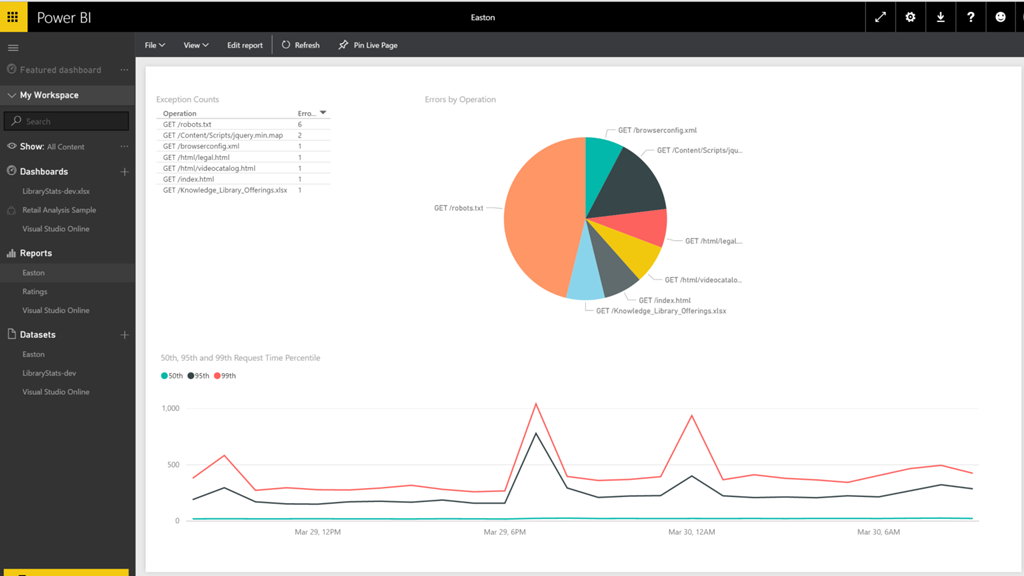 Power BI
Easton
File View Edit report Refresh Pin Live Page
Featured dashboard ...
My Workspace
Search
Show: All Content ...
Dashboards +
LibraryStats-dev.xlsx
Retail Analysis Sample
Visual Studio Online
Reports
Easton
Ratings
Visual Studio Online
Datasets +
Easton
LibraryStats-dev
Visual Studio Online
Exception Counts
Operation Erro...
GET /robots.txt 6
GET /Content/Scripts/jquery.min.map 2
GET /browserconfig.xml 1
GET /html/legal.html 1
GET /html/videocatalog.html 1
GET /index.html 1
GET /Knowledge_Library_Offerings.xlsx 1
Errors by Operation
GET /browserconfig.xml
GET /Content/Scripts/jqu...
GET /robots.txt
GET /html/legal...
GET /html/videocatalo...
GET /index.html
GET /Knowledge_Library_Offerings.xlsx
50th, 95th and 99th Request Time Percentile
50th 95th 99th
1,000
500
0
Mar 29, 12PM Mar 29, 6PM Mar 30, 12AM Mar 30, 6AM